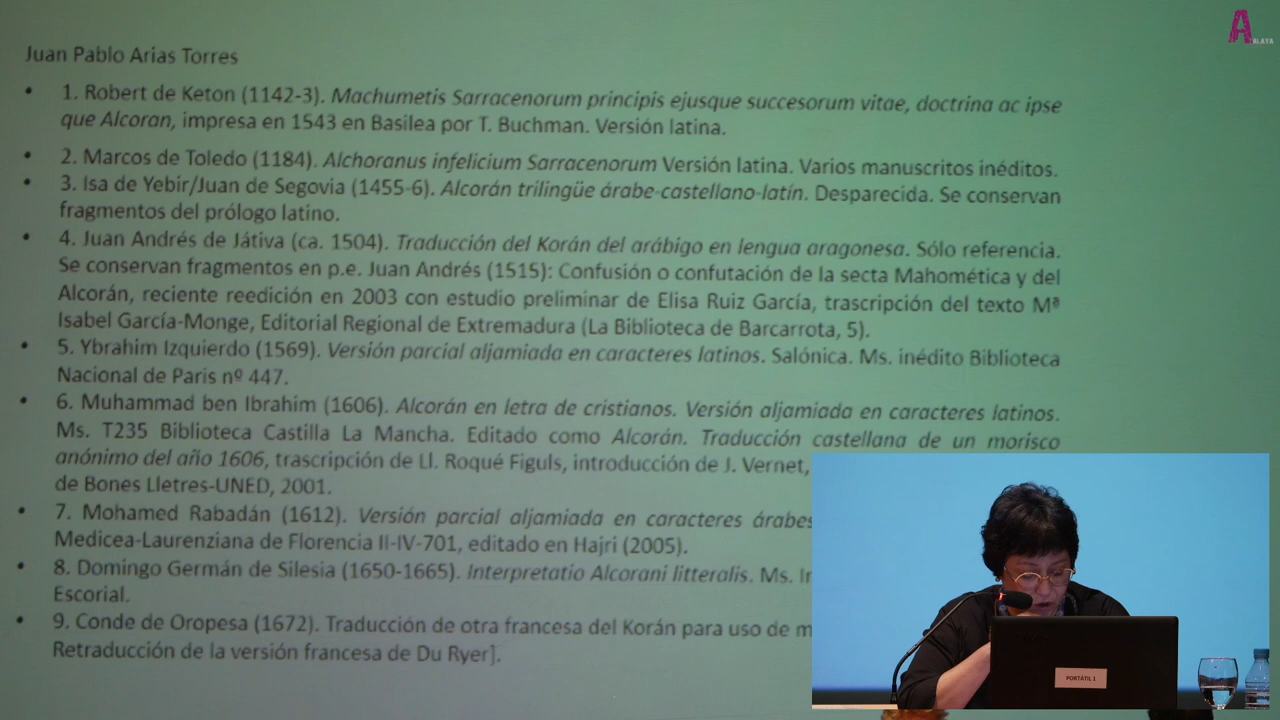 Juan Pablo Arias Torres
• 1. Robert de Keton (1142-3). Machumetis Sarracenorum principis ejusque succesorum vitae, doctrina ac ipse
que Alcoran, impresa en 1543 en Basilea por T. Buchman. Versión latina.
• 2. Marcos de Toledo (1184). Alchoranus infelicium Sarracenorum Versión latina. Varios manuscritos inéditos.
• 3. Isa de Yebir/Juan de Segovia (1455-6). Alcorán trilingüe árabe-castellano-latín. Desparecida. Se conservan
fragmentos del prólogo latino.
• 4. Juan Andrés de Játiva (ca. 1504). Traducción del Korán del arábigo en lengua aragonesa. Sólo referencia.
Se conservan fragmentos en p.e. Juan Andrés (1515): Confusión o confutación de la secta Mahomética y del
Alcorán, reciente reedición en 2003 con estudio preliminar de Elisa Ruiz García, trascripción del texto Mª
Isabel García-Monge, Editorial Regional de Extremadura (La Biblioteca de Barcarrota, 5).
• 5. Ybrahim Izquierdo (1569). Versión parcial aljamiada en caracteres latinos. Salónica. Ms. inédito Biblioteca
Nacional de Paris nº 447.
• 6. Muhammad ben Ibrahim (1606). Alcorán en letra de cristianos. Versión aljamiada en caracteres latinos.
Ms. T235 Biblioteca Castilla La Mancha. Editado como Alcorán. Traducción castellana de un morisco
anónimo del año 1606, trascripción de Ll. Roqué Figuls, introducción de J. Vernet,
de Bones Lletres-UNED, 2001.
• 7. Mohamed Rabadán (1612). Versión parcial aljamiada en caracteres árabes
Medicea-Laurenziana de Florencia II-IV-701, editado en Hajri (2005).
• 8. Domingo Germán de Silesia (1650-1665). Interpretatio Alcorani litteralis. Ms.
Escorial.
• 9. Conde de Oropesa (1672). Traducción de otra francesa del Korán para uso de
Retraducción de la versión francesa de Du Ryer].
PORTÁTIL 1
A
ALAYA